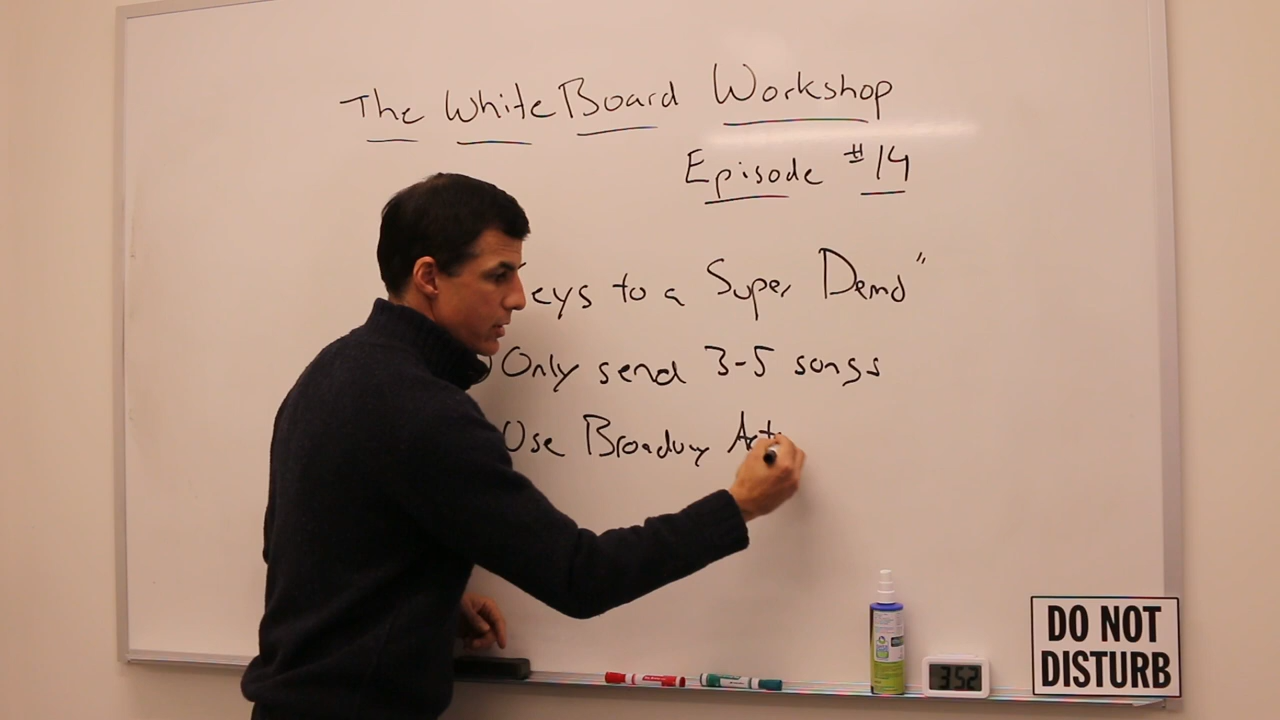 The WhiteBoard Workshop
Episode #14
eys to a Super Demo"
Only send 3-5 songs
Use Broadway Act
3:52
DO NOT
DISTURB